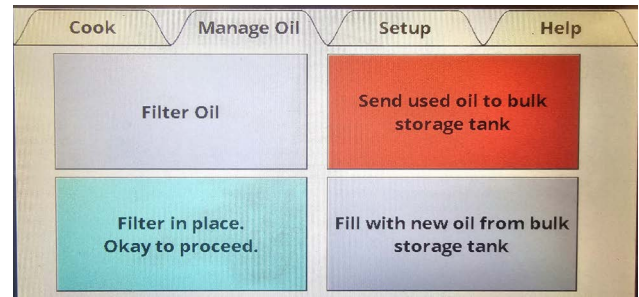 Cook
Manage Oil
Setup
Help
Filter Oil
Send used oil to bulk
storage tank
Filter in place.
Okay to proceed.
Fill with new oil from bulk
storage tank